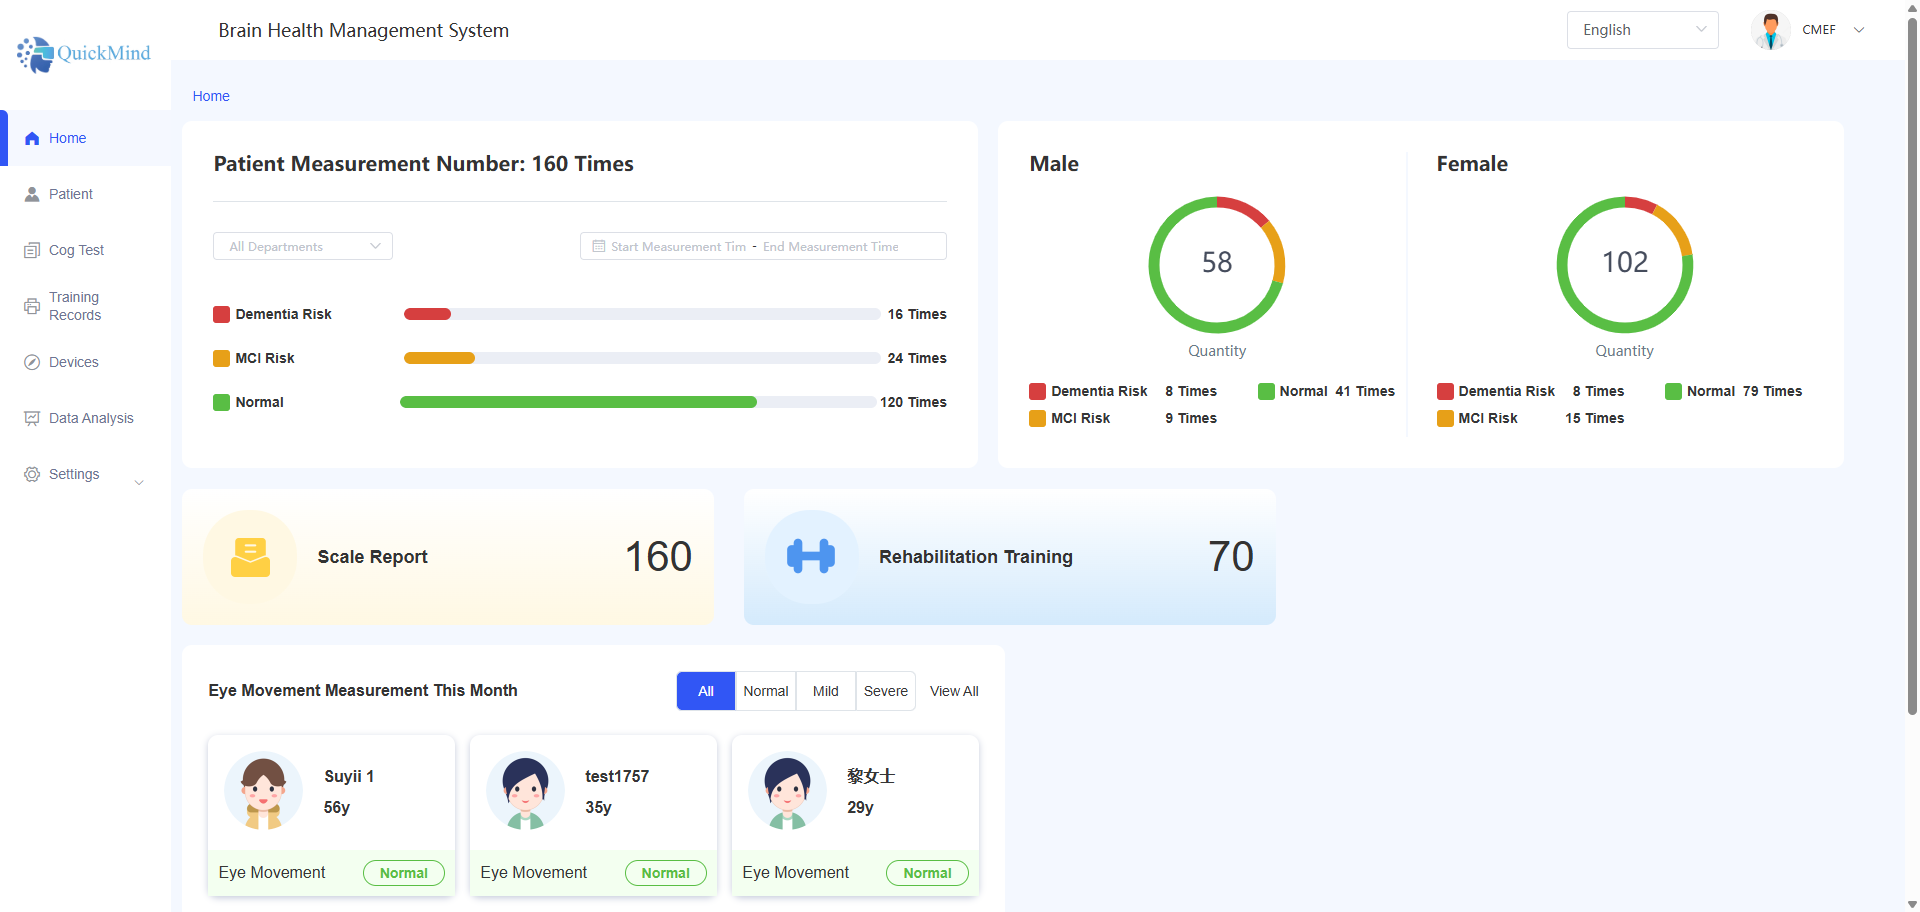 QuickMind
Brain Health Management System
English
CMEF
Home
Home
Patient
Cog Test
Training
Records
Devices
Data Analysis
Settings
Patient Measurement Number: 160 Times
All Departments
Start Measurement Tim - End Measurement Time
Dementia Risk 16 Times
MCI Risk 24 Times
Normal 120 Times
Male
58
Quantity
Dementia Risk 8 Times Normal 41 Times
MCI Risk 9 Times
Female
102
Quantity
Dementia Risk 8 Times Normal 79 Times
MCI Risk 15 Times
Scale Report 160
Rehabilitation Training 70
Eye Movement Measurement This Month
All Normal Mild Severe View All
Suyii 1
56y
Eye Movement Normal
test1757
35y
Eye Movement Normal
黎女士
29y
Eye Movement Normal